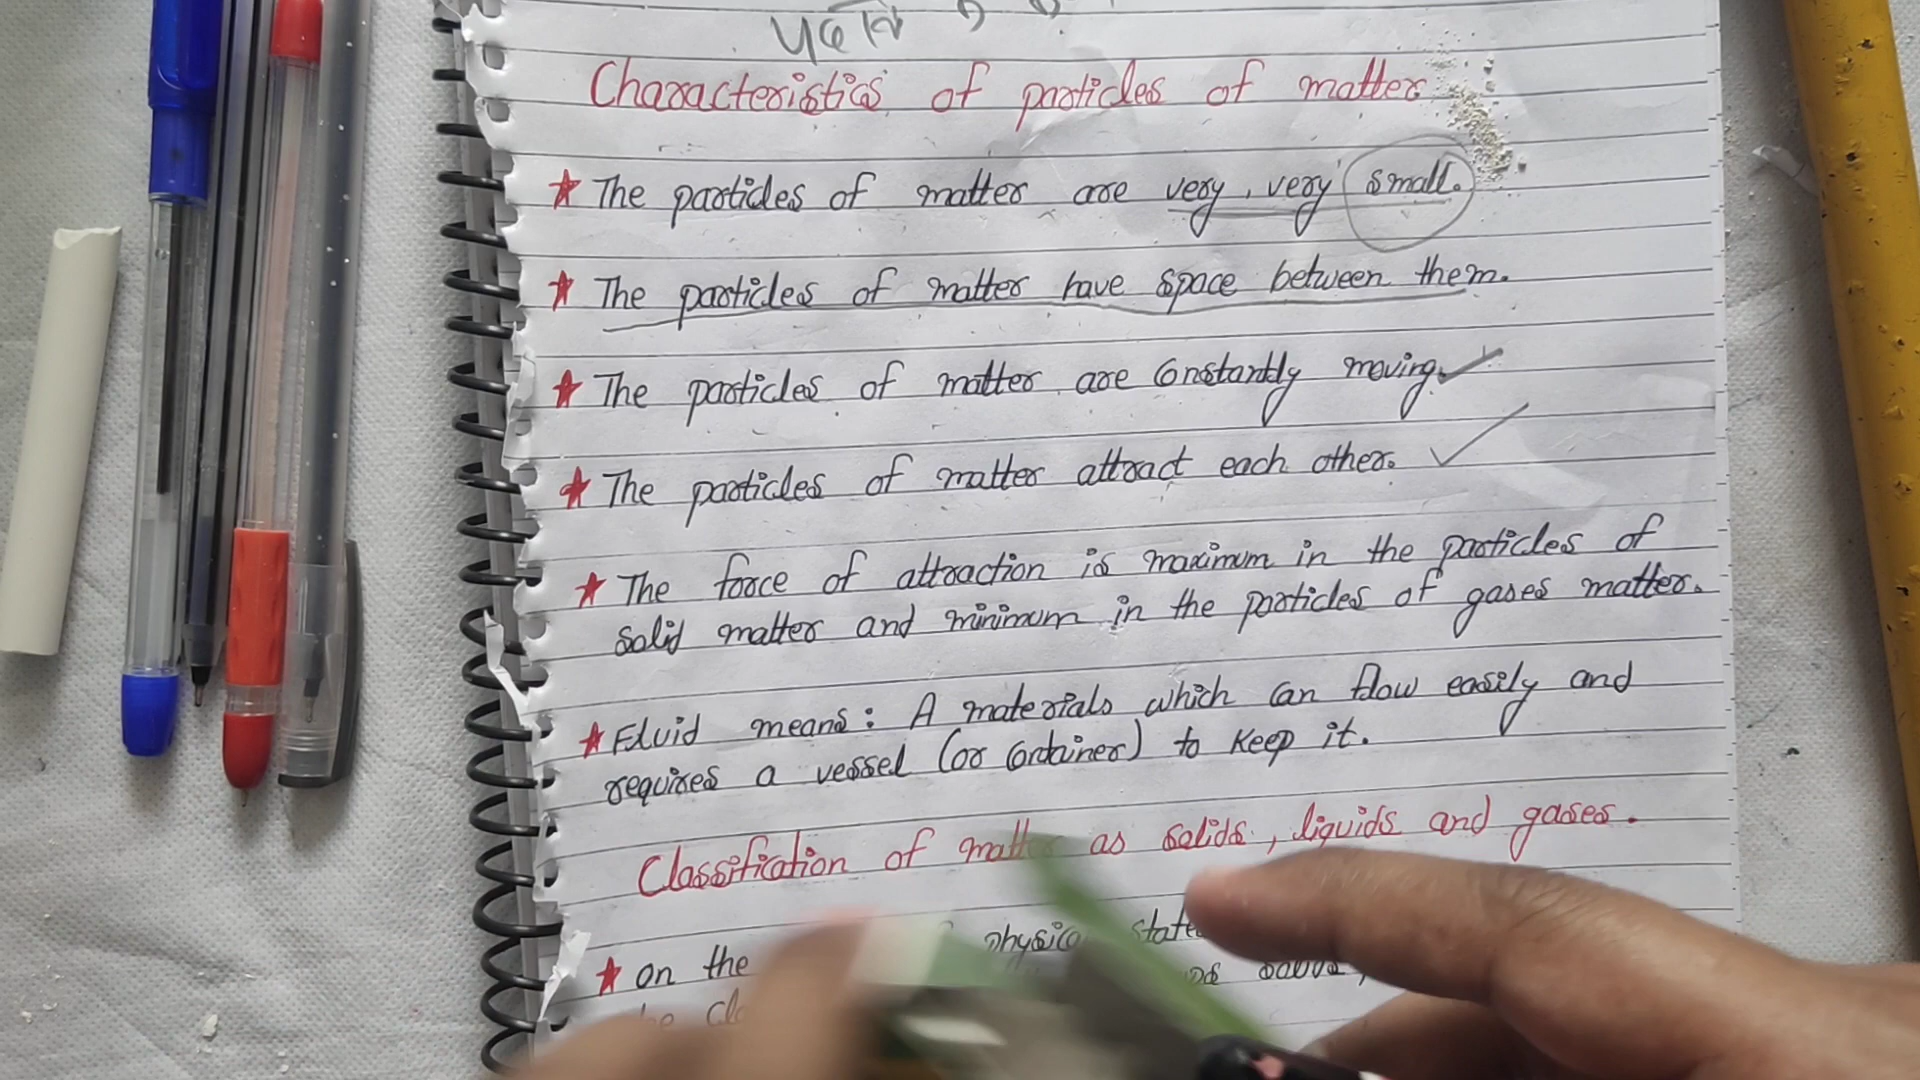 Characteristics of particles of matter
The particles of matter are very, very small.
The particles of matter have space between them.
The particles of matter are constantly moving.
The particles of matter attract each other.
The force of attraction is maximum in the particles of
solid matter and minimum in the particles of gases matter.
Fluid means: A materials which can flow easily and
requires a vessel (or container) to keep it.
Classification of matter as solids, liquids and gases.
on the physical state